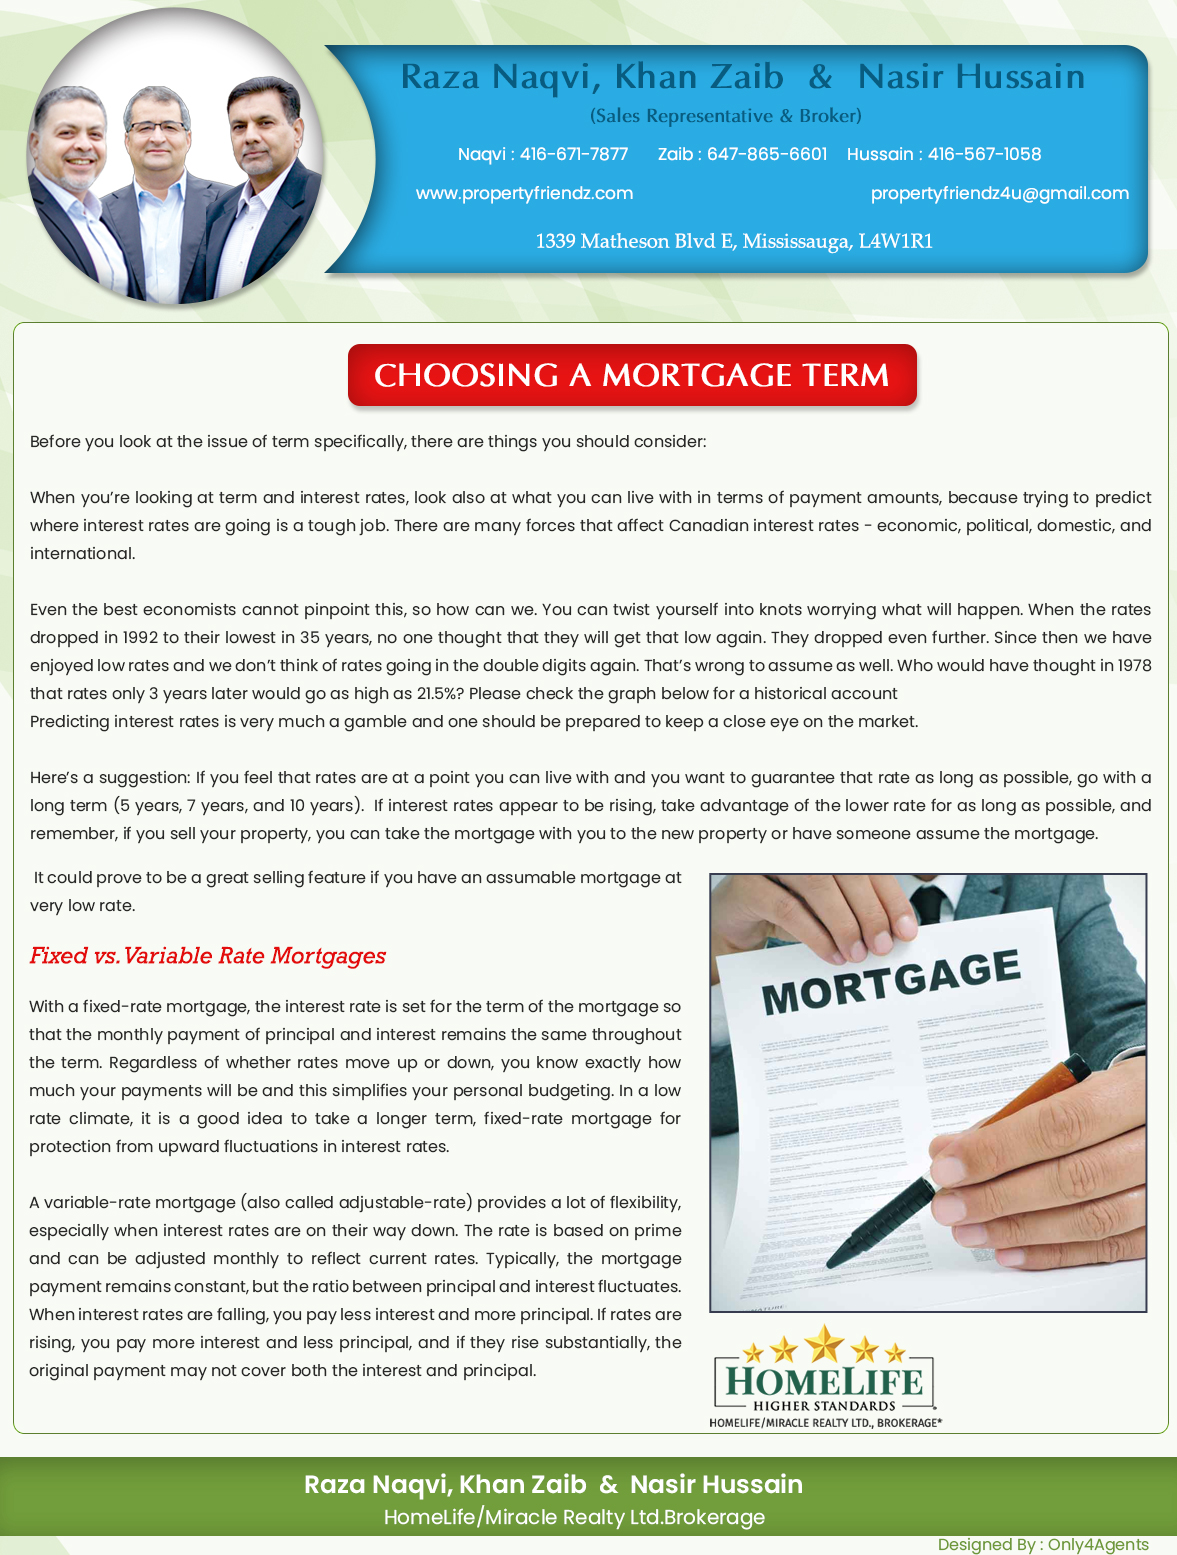 Raza Naqvi, Khan Zaib & Nasir Hussain
(Sales Representative & Broker)
Naqvi : 416-671-7877 Zaib : 647-865-6601 Hussain : 416-567-1058
www.propertyfriendz.com propertyfriendz4u@gmail.com
1339 Matheson Blvd E, Mississauga, L4W1R1
CHOOSING A MORTGAGE TERM
Before you look at the issue of term specifically, there are things you should consider:
When you're looking at term and interest rates, look also at what you can live with in terms of payment amounts, because trying to predict
where interest rates are going is a tough job. There are many forces that affect Canadian interest rates - economic, political, domestic, and
international.
Even the best economists cannot pinpoint this, so how can we. You can twist yourself into knots worrying what will happen. When the rates
dropped in 1992 to their lowest in 35 years, no one thought that they will get that low again. They dropped even further. Since then we have
enjoyed low rates and we don't think of rates going in the double digits again. That's wrong to assume as well. Who would have thought in 1978
that rates only 3 years later would go as high as 21.5%? Please check the graph below for a historical account
Predicting interest rates is very much a gamble and one should be prepared to keep a close eye on the market.
Here's a suggestion: If you feel that rates are at a point you can live with and you want to guarantee that rate as long as possible, go with a
long term (5 years, 7 years, and 10 years). If interest rates appear to be rising, take advantage of the lower rate for as long as possible, and
remember, if you sell your property, you can take the mortgage with you to the new property or have someone assume the mortgage.
It could prove to be a great selling feature if you have an assumable mortgage at
very low rate.
Fixed vs. Variable Rate Mortgages
With a fixed-rate mortgage, the interest rate is set for the term of the mortgage so
that the monthly payment of principal and interest remains the same throughout
the term. Regardless of whether rates move up or down, you know exactly how
much your payments will be and this simplifies your personal budgeting. In a low
rate climate, it is a good idea to take a longer term, fixed-rate mortgage for
protection from upward fluctuations in interest rates.
A variable-rate mortgage (also called adjustable-rate) provides a lot of flexibility,
especially when interest rates are on their way down. The rate is based on prime
and can be adjusted monthly to reflect current rates. Typically, the mortgage
payment remains constant, but the ratio between principal and interest fluctuates.
When interest rates are falling, you pay less interest and more principal. If rates are
rising, you pay more interest and less principal, and if they rise substantially, the
original payment may not cover both the interest and principal.
MORTGAGE
HOMELIFE
HIGHER STANDARDS
HOMELIFE/MIRACLE REALTY LTD., BROKERAGE*
Raza Naqvi, Khan Zaib & Nasir Hussain
HomeLife/Miracle Realty Ltd.Brokerage
Designed By : Only4Agents